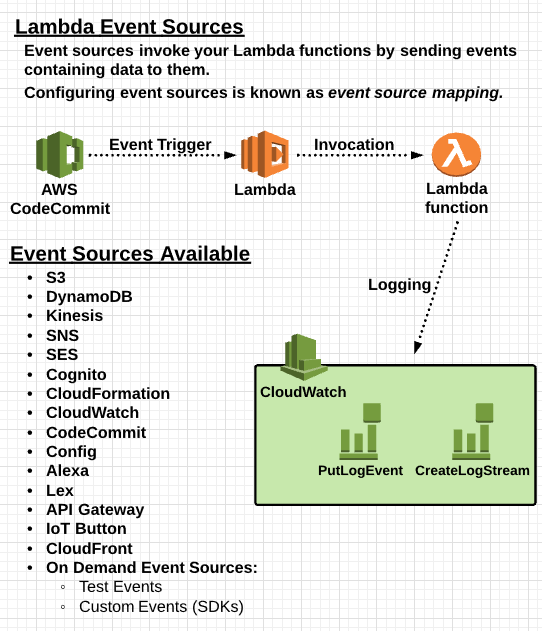 Lambda Event Sources
Event sources invoke your Lambda functions by sending events
containing data to them.
Configuring event sources is known as event source mapping.
Event Trigger
Invocation
AWS
CodeCommit
Lambda
Lambda
function
Event Sources Available
• S3
• DynamoDB
• Kinesis
• SNS
• SES
• Cognito
• CloudFormation
• CloudWatch
• CodeCommit
• Config
• Alexa
• Lex
• API Gateway
• IoT Button
• CloudFront
• On Demand Event Sources:
◦ Test Events
◦ Custom Events (SDKs)
Logging
CloudWatch
PutLogEvent
CreateLogStream